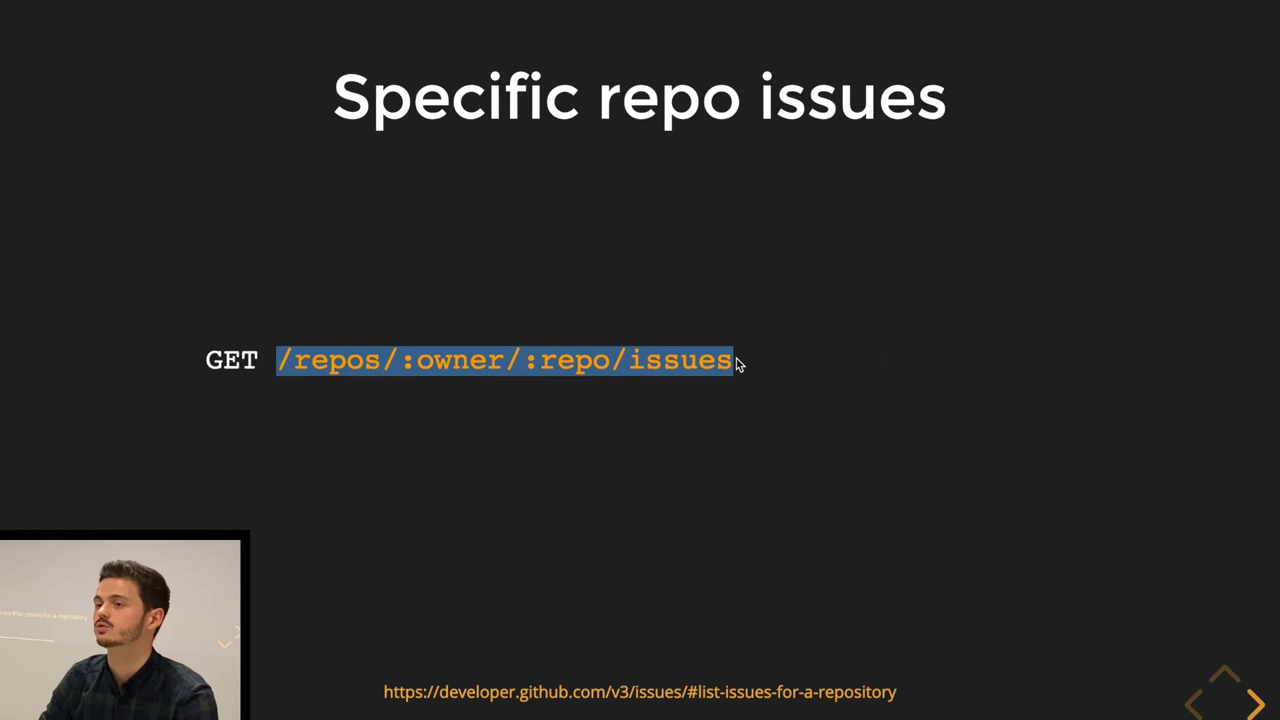 Specific repo issues
GET /repos/:owner/:repo/issues
https://developer.github.com/v3/issues/#list-issues-for-a-repository